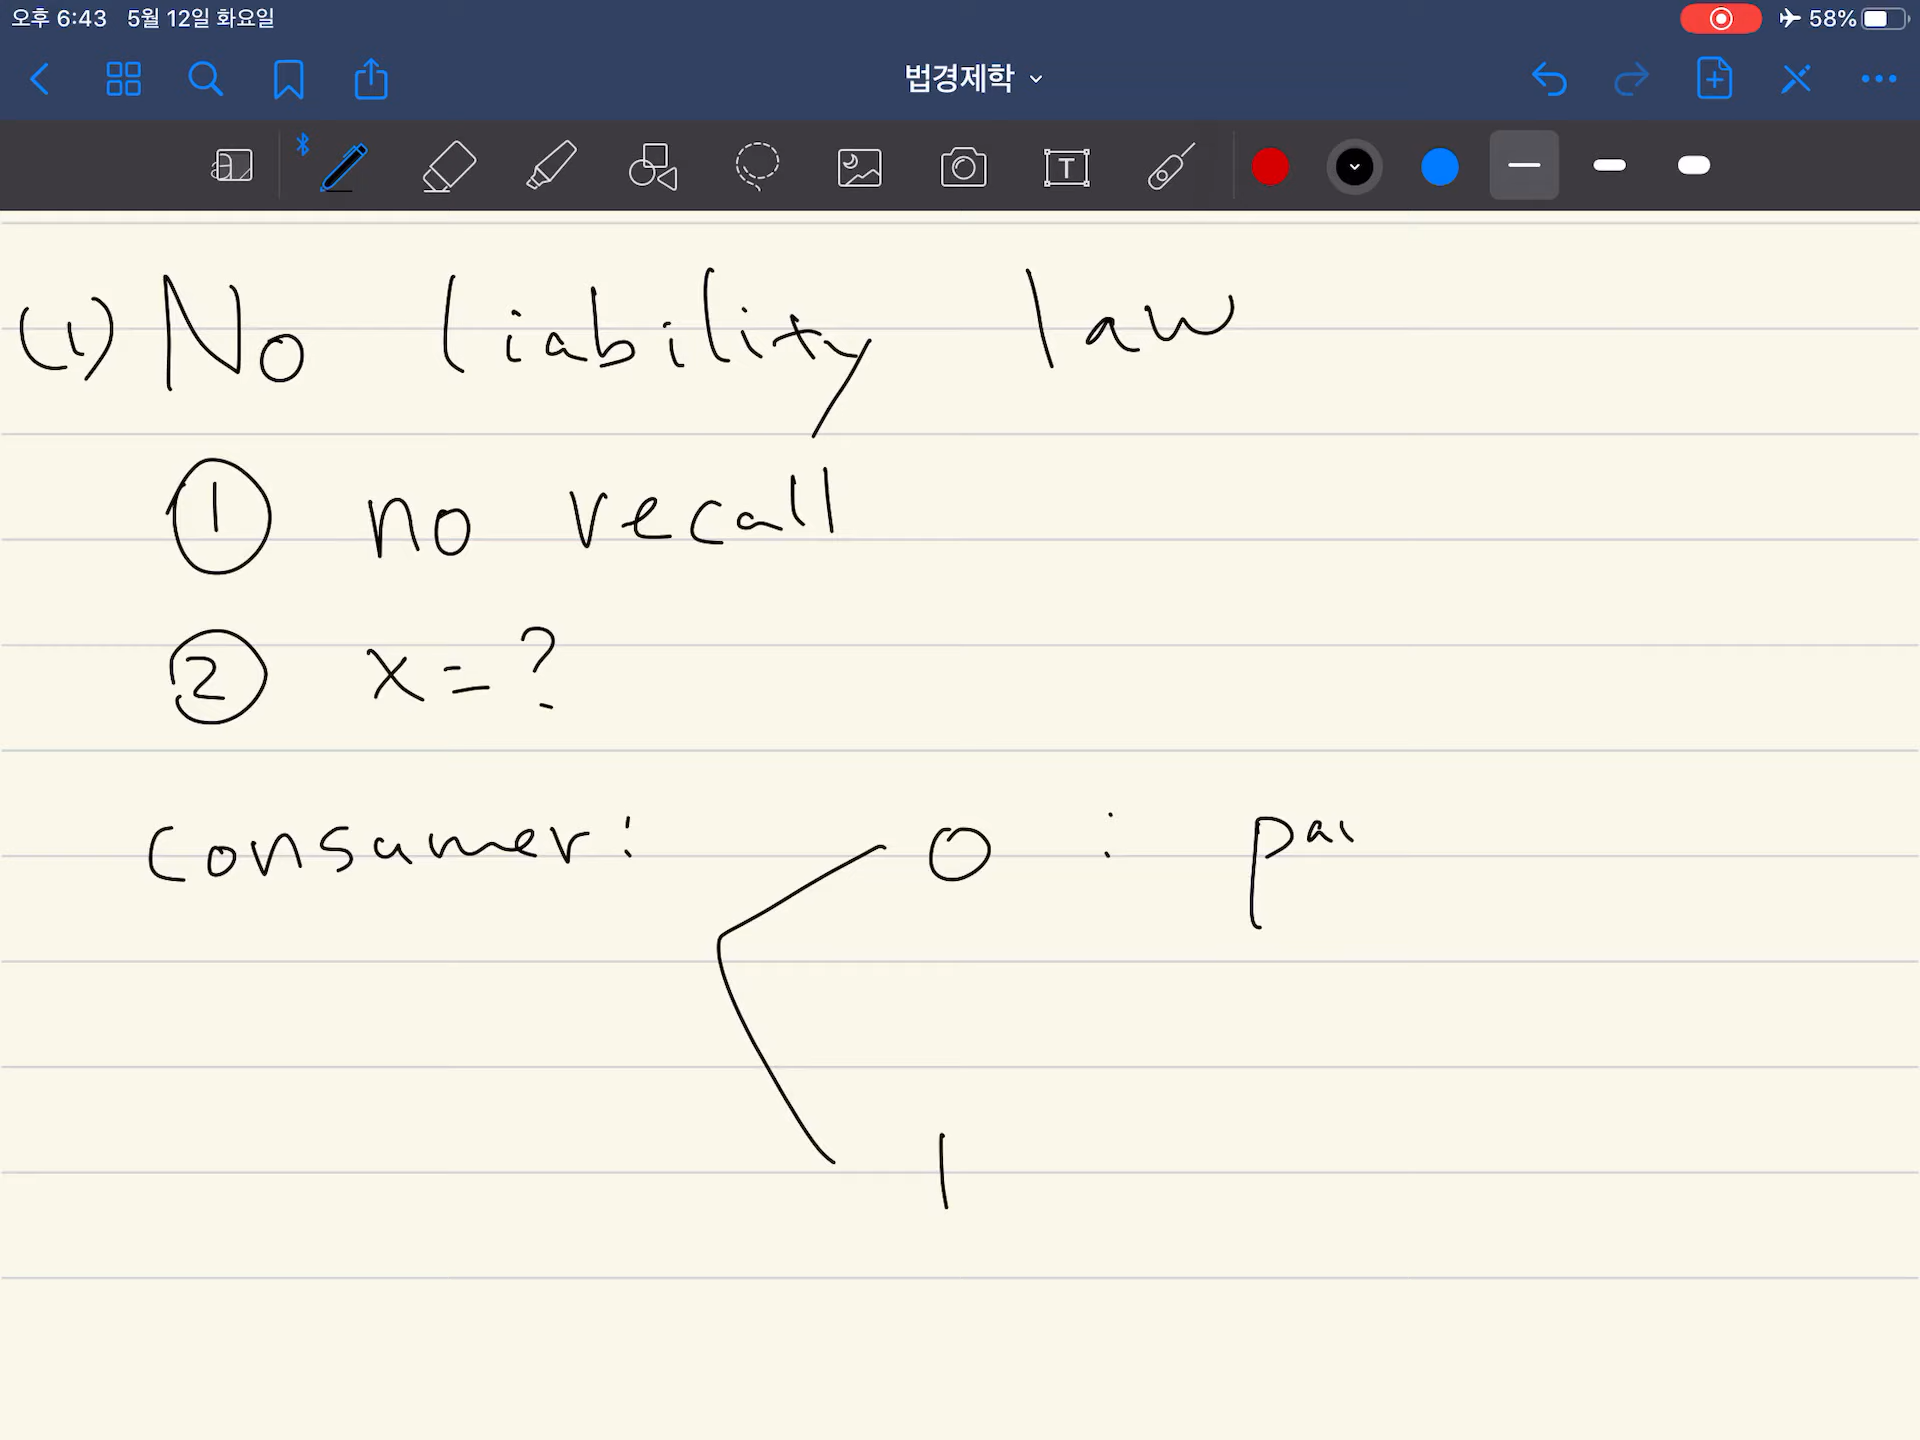 오후 6:43 5월 12일 화요일 58%
법경제학
(1) No liability law
① no recall
② x = ?
consumer: 0 : pai
1